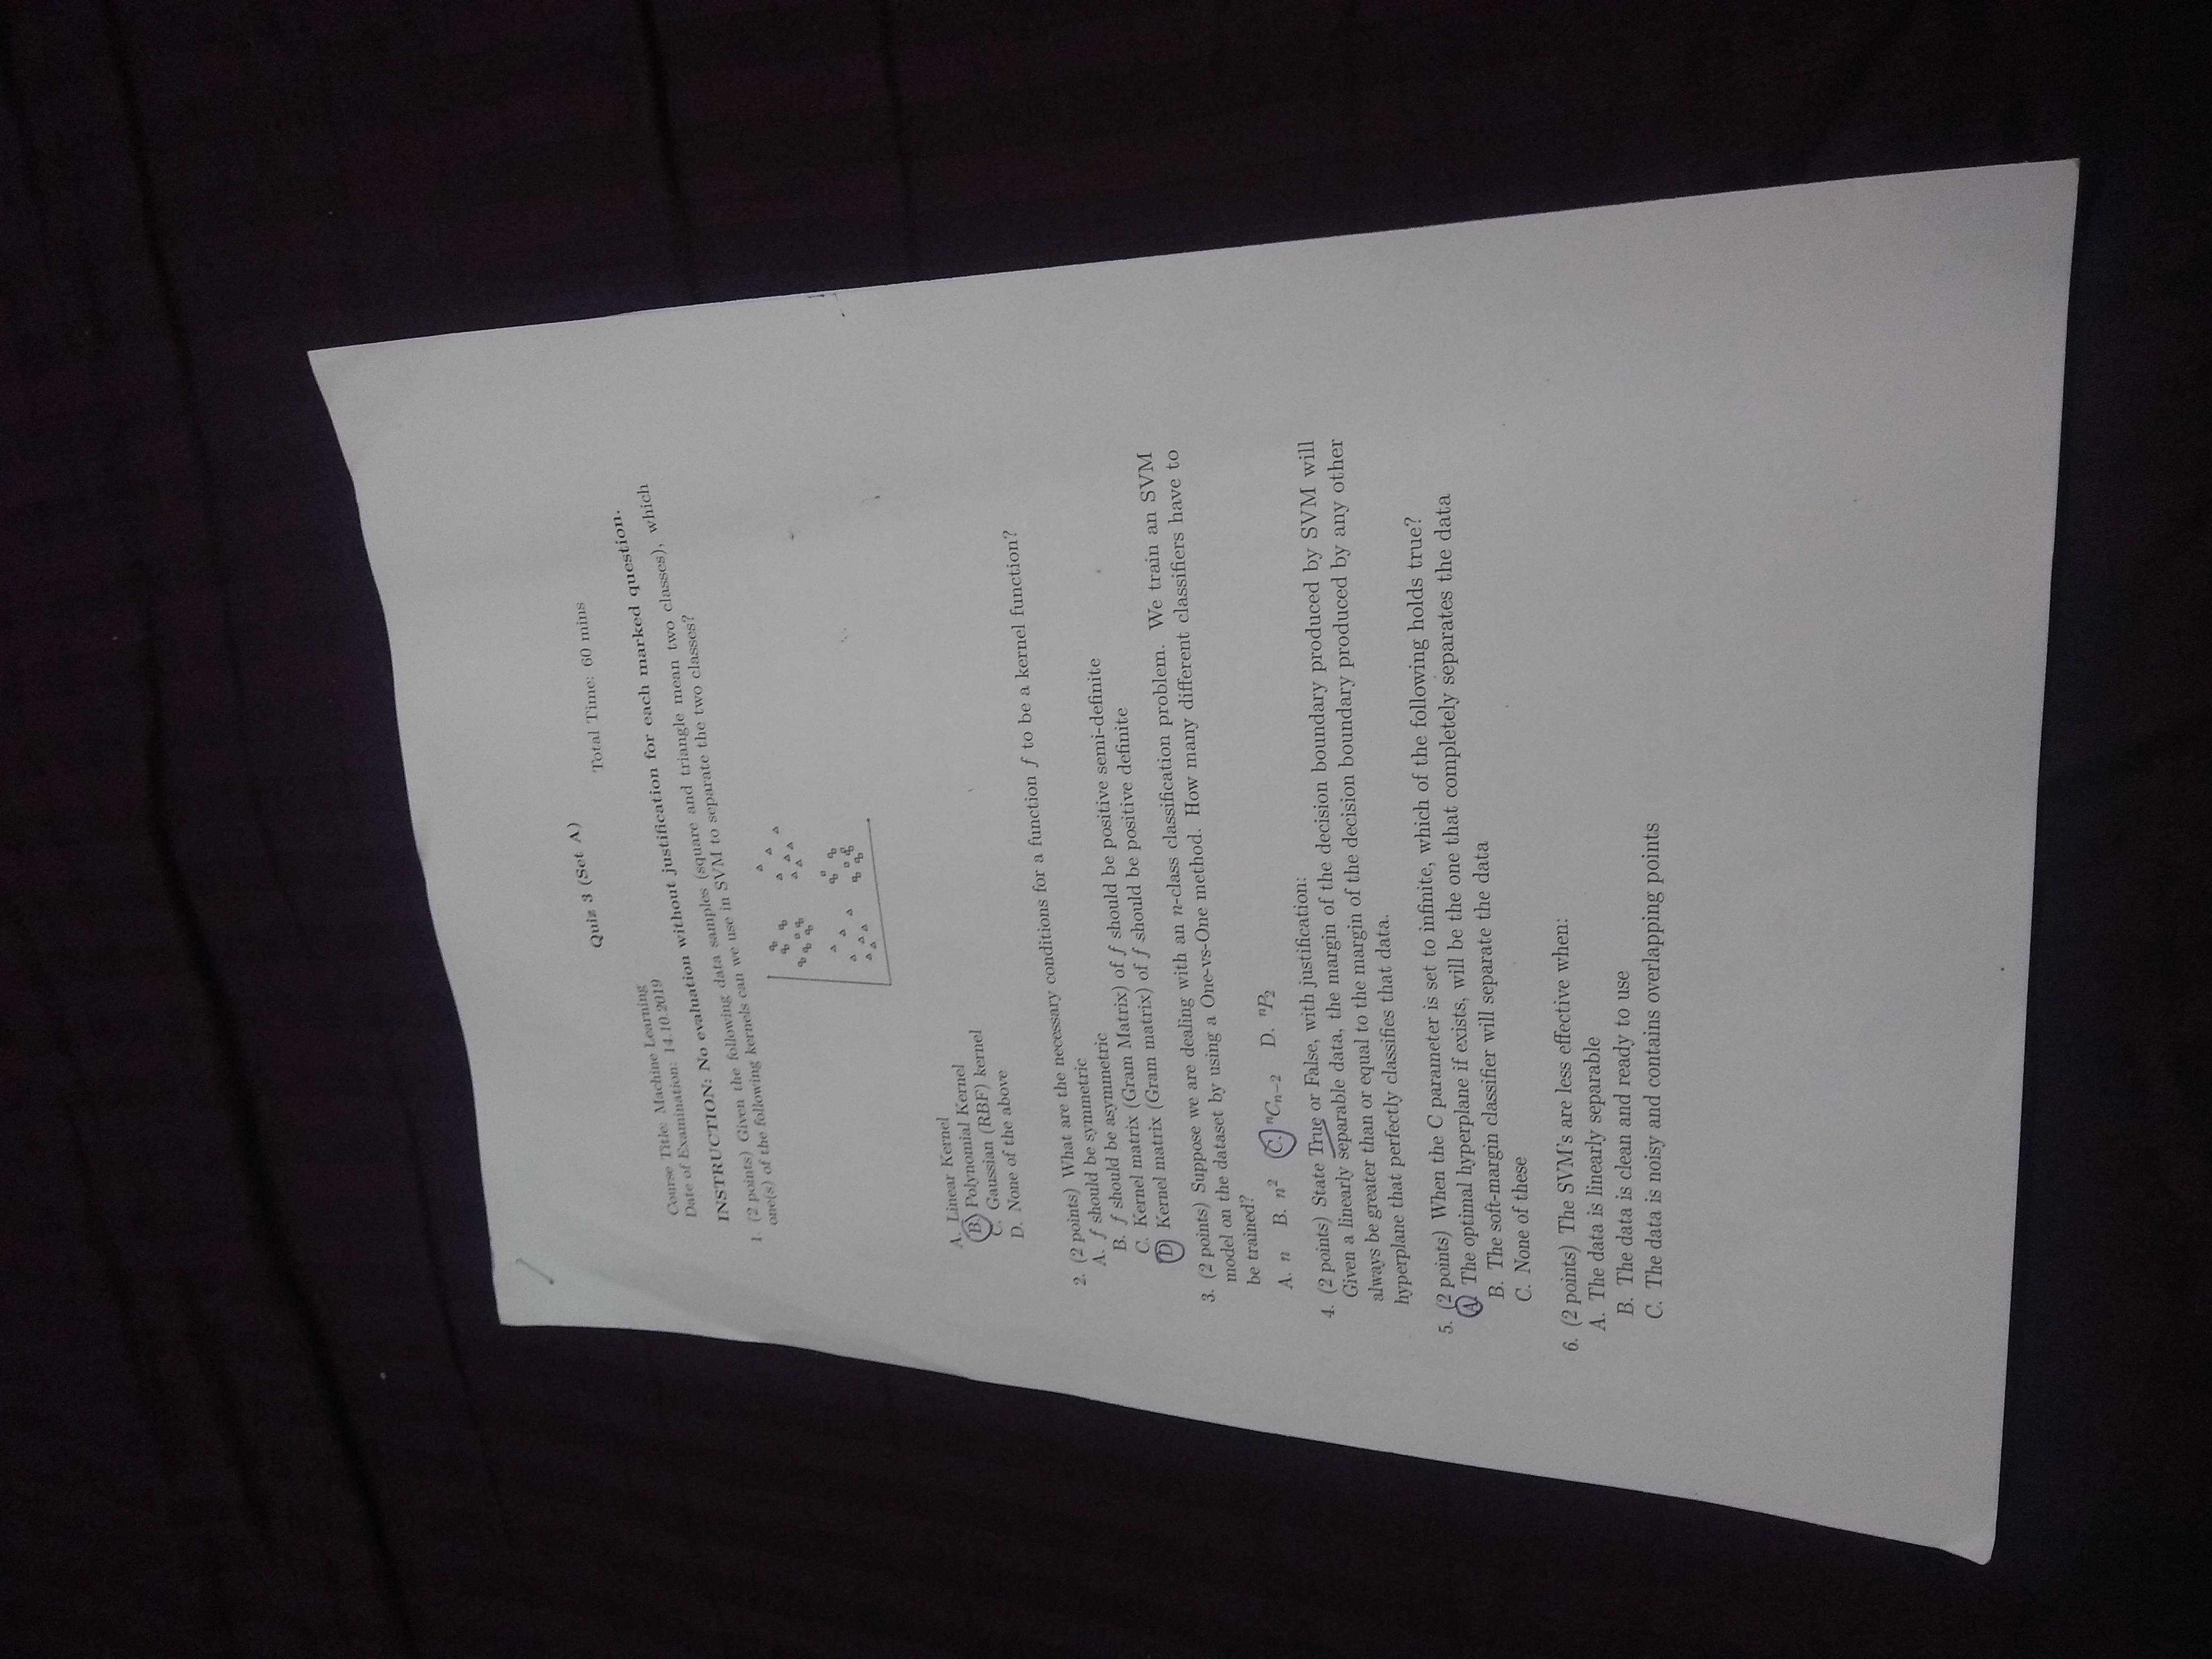 Quiz 3 (Set A)
Total Time: 60 mins
Course Title: Machine Learning
Date of Examination: 14.10.2019
INSTRUCTION: No evaluation without justification for each marked question.
1. (2 points) Given the following data samples (square and triangle mean two classes), which
one(s) of the following kernels can we use in SVM to separate the two classes?
A. Linear Kernel
B. Polynomial Kernel
C. Gaussian (RBF) kernel
D. None of the above
2. (2 points) What are the necessary conditions for a function f to be a kernel function?
A. f should be symmetric
B. f should be asymmetric
C. Kernel matrix (Gram Matrix) of f should be positive semi-definite
D Kernel matrix (Gram matrix) of f should be positive definite
3. (2 points) Suppose we are dealing with an n-class classification problem. We train an SVM
model on the dataset by using a One-vs-One method. How many different classifiers have to
be trained?
A. n B. n² C. ⁿCₙ₋₂ D. ⁿP₂
4. (2 points) State True or False, with justification:
Given a linearly separable data, the margin of the decision boundary produced by SVM will
always be greater than or equal to the margin of the decision boundary produced by any other
hyperplane that perfectly classifies that data.
5. (2 points) When the C parameter is set to infinite, which of the following holds true?
A. The optimal hyperplane if exists, will be the one that completely separates the data
B. The soft-margin classifier will separate the data
C. None of these
6. (2 points) The SVM's are less effective when:
A. The data is linearly separable
B. The data is clean and ready to use
C. The data is noisy and contains overlapping points